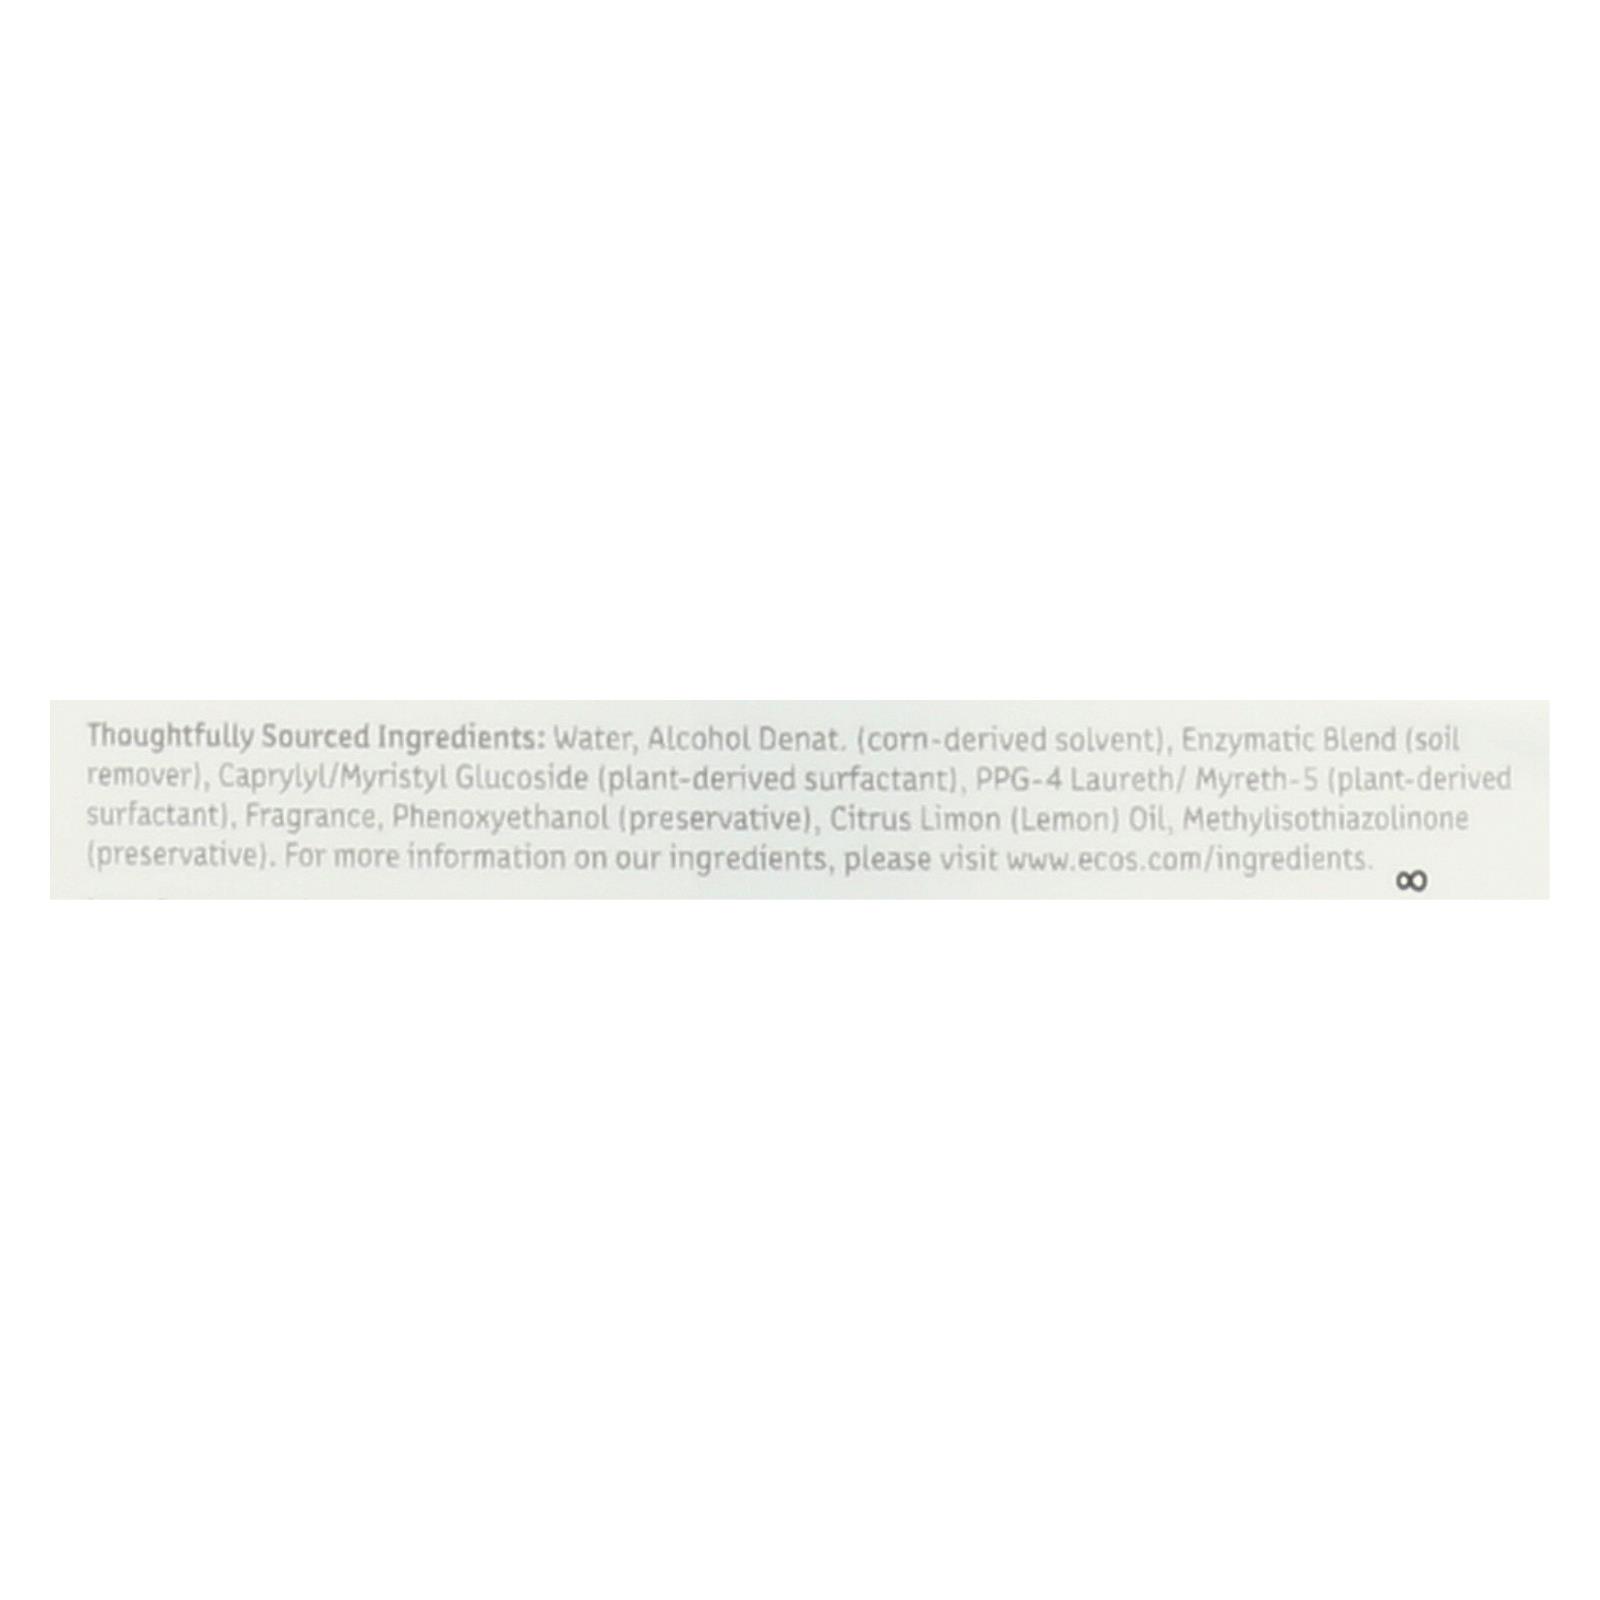 Thoughtfully Sourced Ingredients: Water, Alcohol Denat. (corn-derived solvent), Enzymatic Blend (soil
remover), Caprylyl/Myristyl Glucoside (plant-derived surfactant), PPG-4 Laureth/ Myreth-5 (plant-derived
surfactant), Fragrance, Phenoxyethanol (preservative), Citrus Limon (Lemon) Oil, Methylisothiazolinone
(preservative). For more information on our ingredients, please visit www.ecos.com/ingredients.
∞